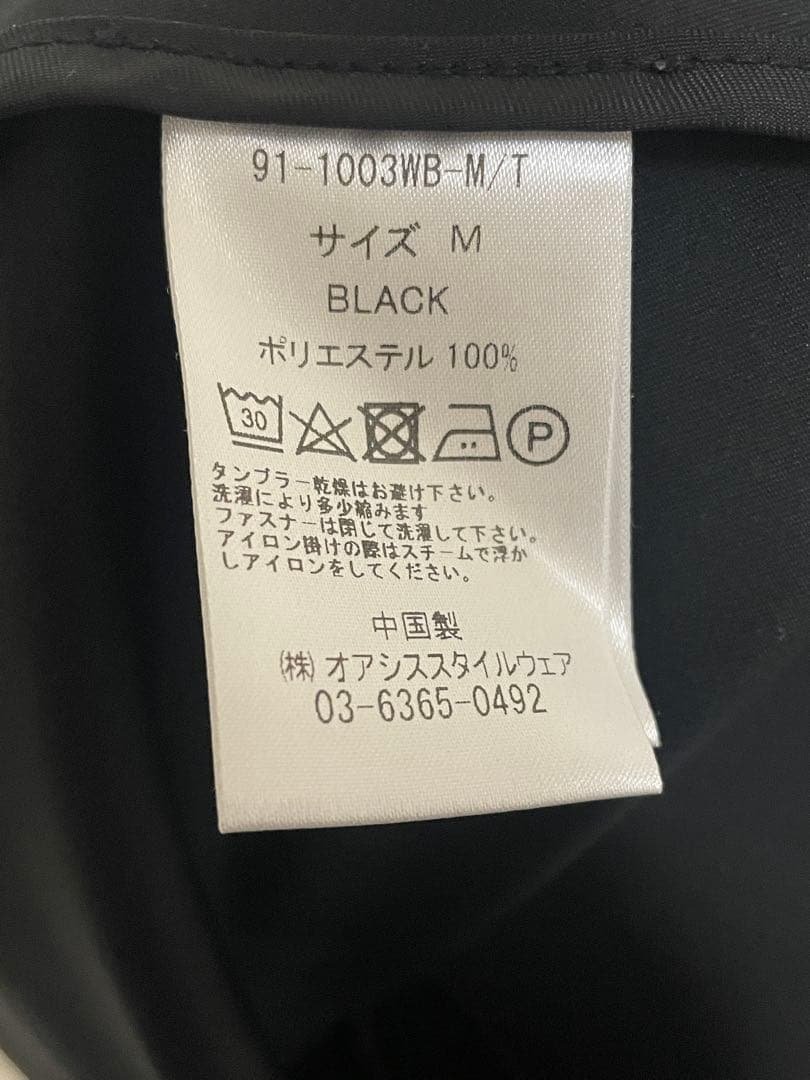 91-1003WB-M/T
サイズ M
BLACK
ポリエステル 100%
30 P
タンブラー乾燥はお避け下さい。
洗濯により多少縮みます
ファスナーは閉じて洗濯して下さい。
アイロン掛けの際はスチームで浮か
しアイロンをしてください。
中国製
㈱ オアシススタイルウェア
03-6365-0492